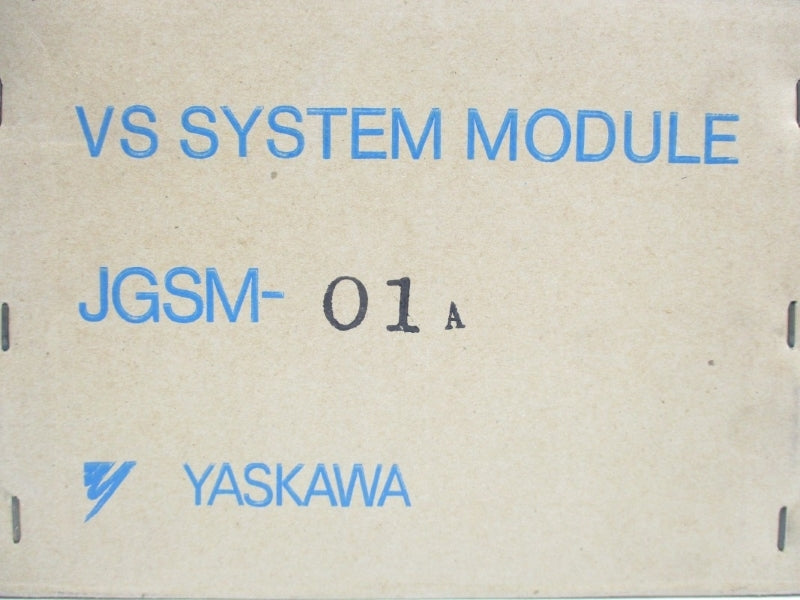 VS SYSTEM MODULE
JGSM- 01 A
YASKAWA